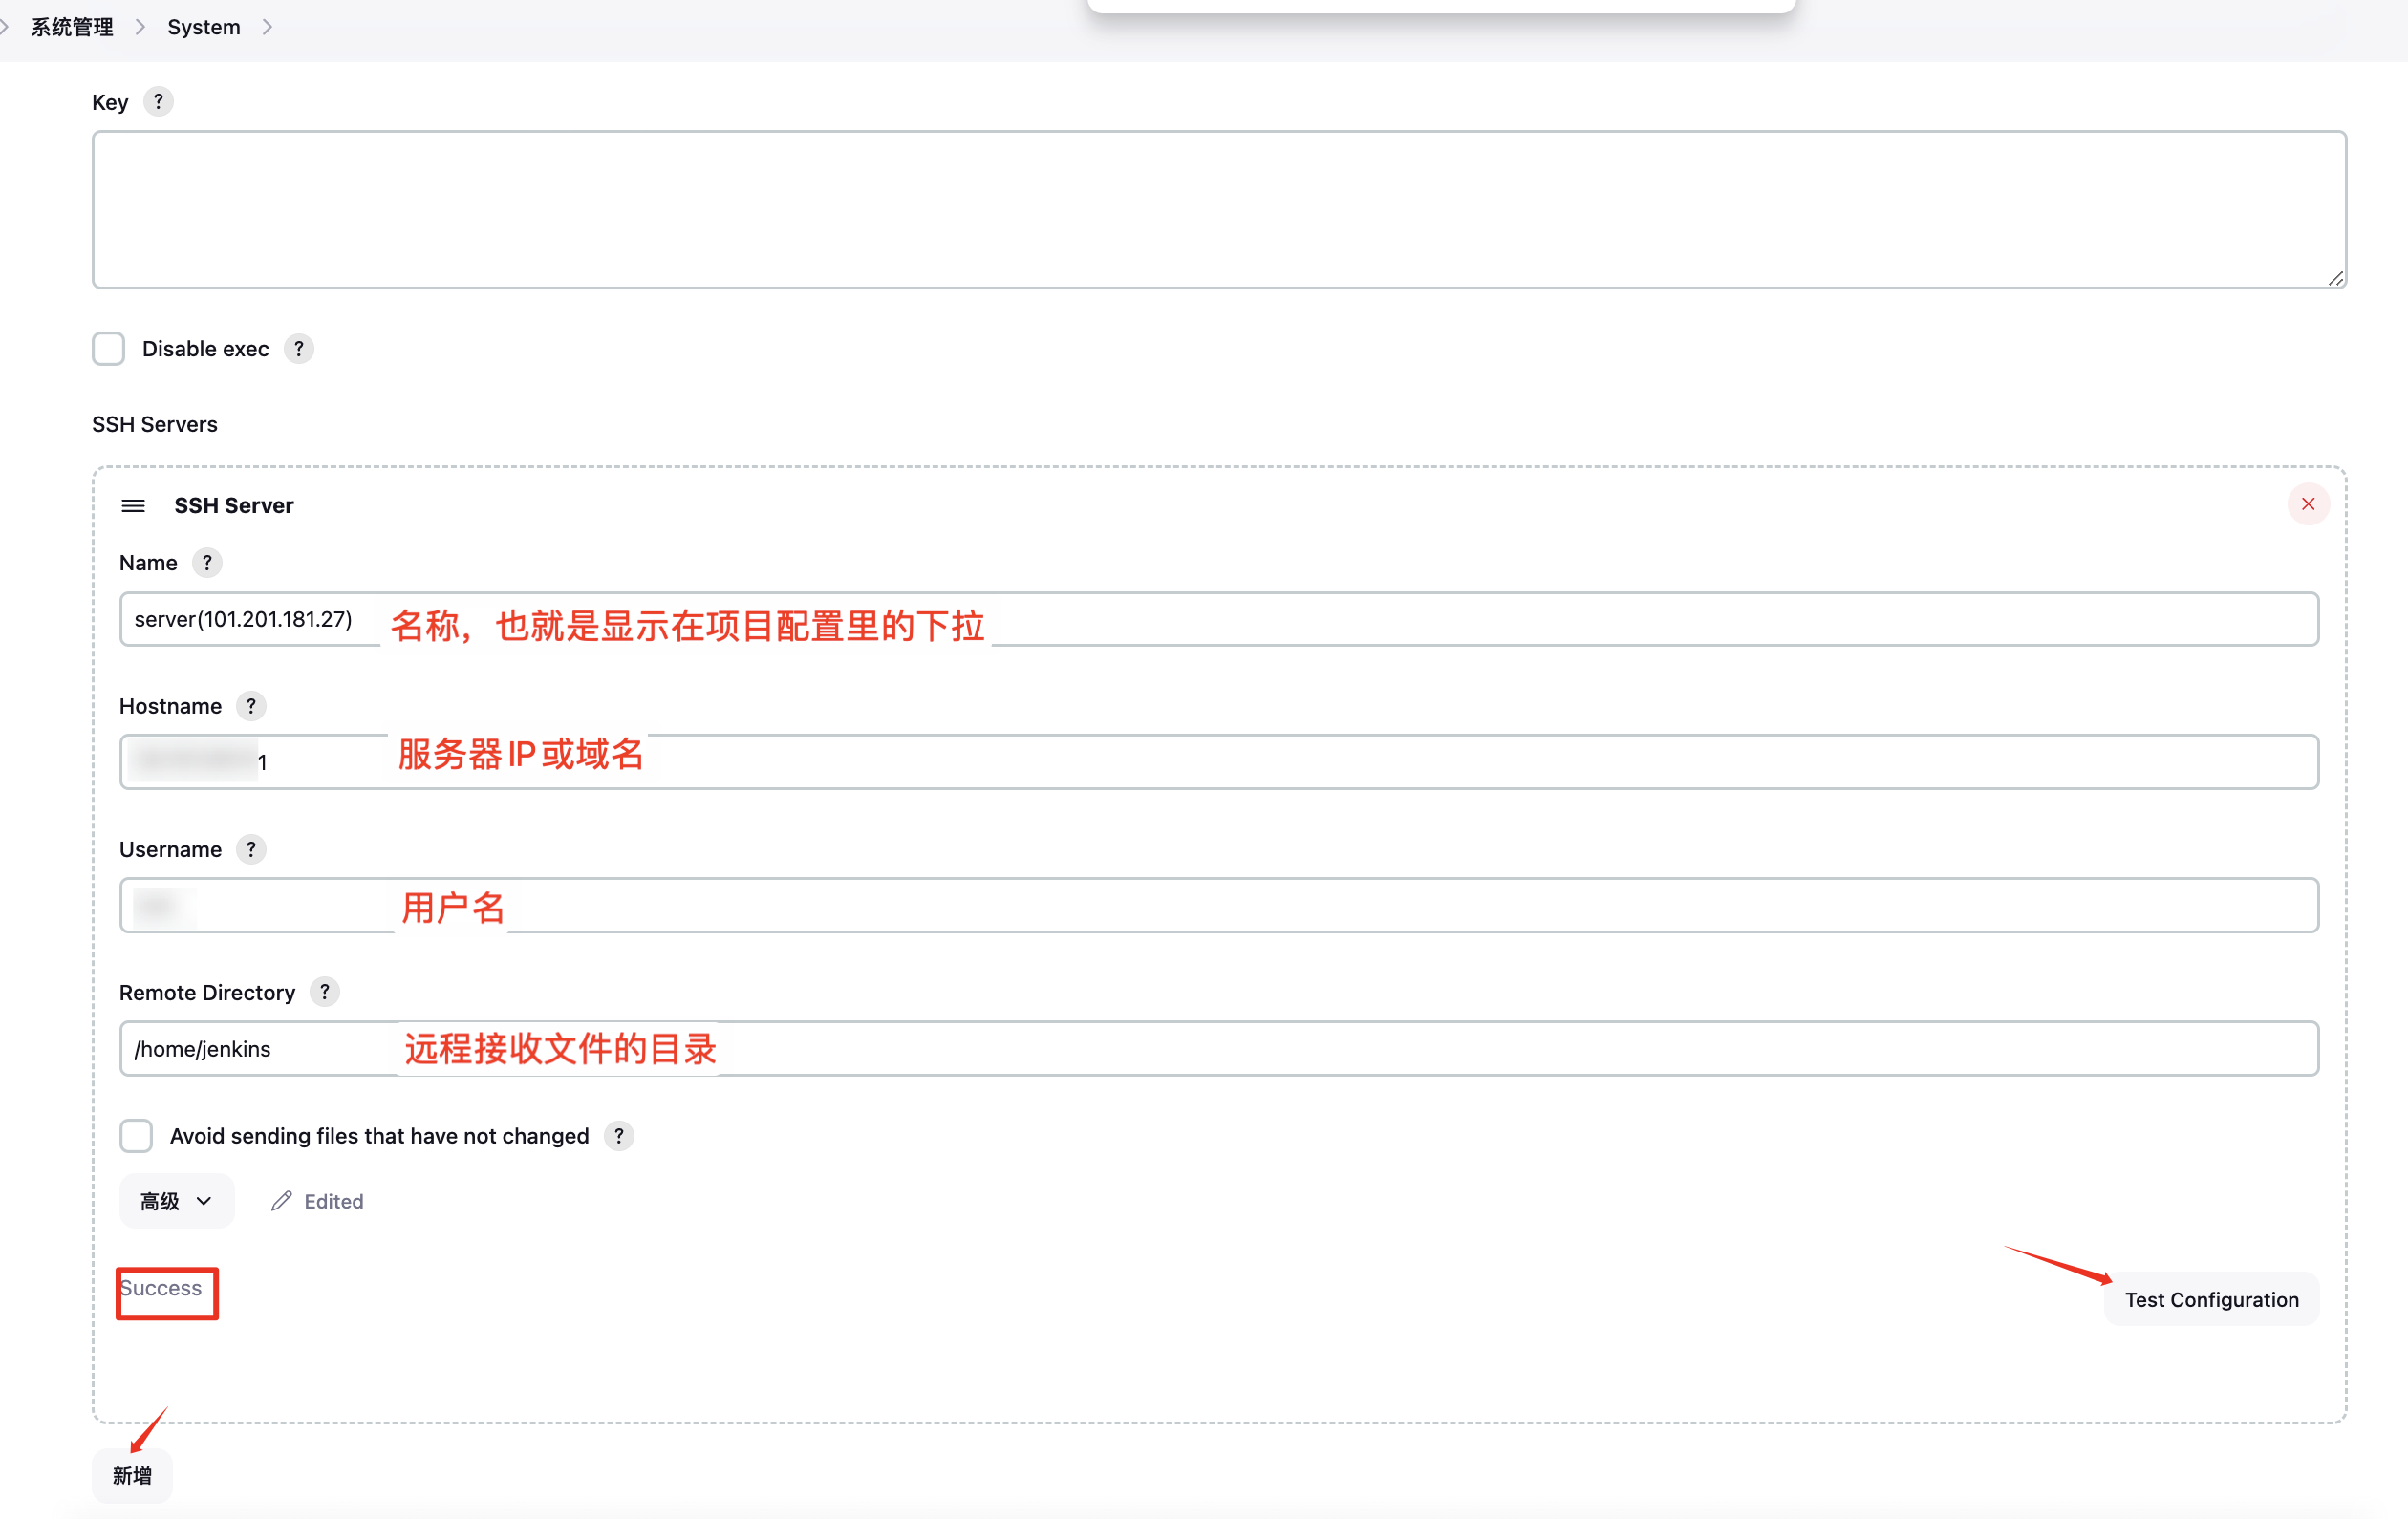 系统管理 System
Key ?
Disable exec ?
SSH Servers
SSH Server
Name ?
server(101.201.181.27) 名称，也就是显示在项目配置里的下拉
Hostname ?
1 服务器IP或域名
Username ?
用户名
Remote Directory ?
/home/jenkins 远程接收文件的目录
Avoid sending files that have not changed ?
高级 Edited
Success
Test Configuration
新增